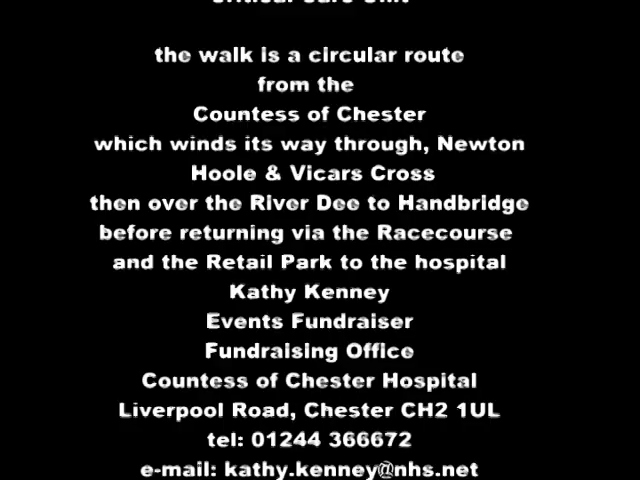 Critical Care Unit
the walk is a circular route
from the
Countess of Chester
which winds its way through, Newton
Hoole & Vicars Cross
then over the River Dee to Handbridge
before returning via the Racecourse
and the Retail Park to the hospital
Kathy Kenney
Events Fundraiser
Fundraising Office
Countess of Chester Hospital
Liverpool Road, Chester CH2 1UL
tel: 01244 366672
e-mail: kathy.kenney@nhs.net